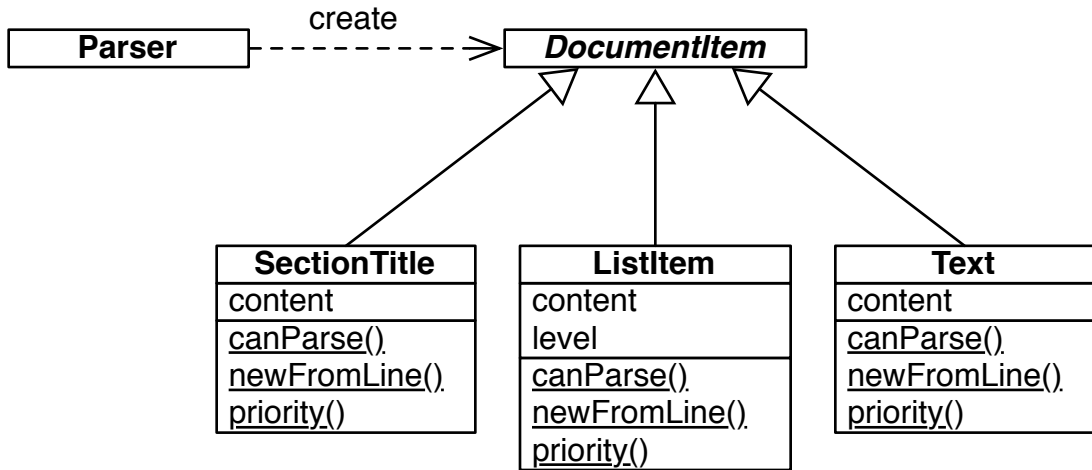 create
Parser
DocumentItem
SectionTitle
content
canParse()
newFromLine()
priority()
ListItem
content
level
canParse()
newFromLine()
priority()
Text
content
canParse()
newFromLine()
priority()